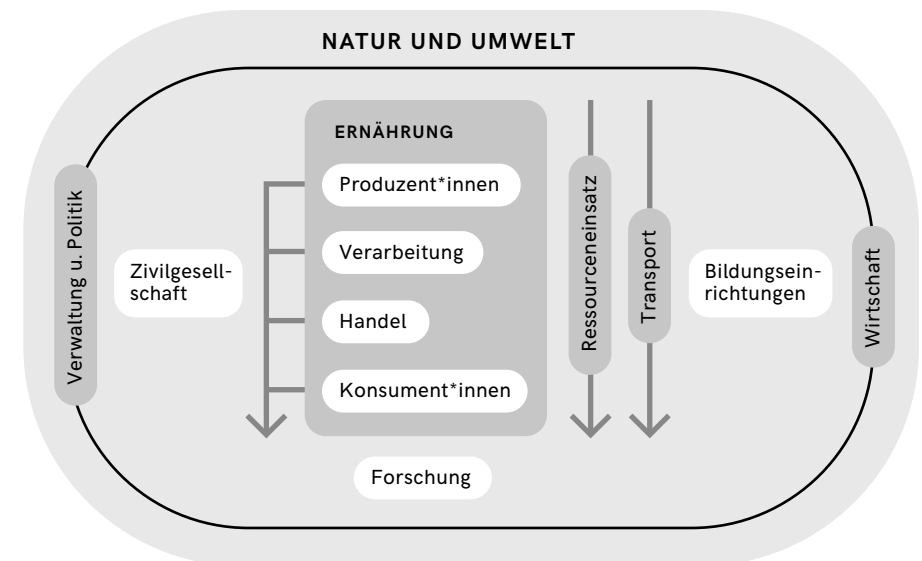 NATUR UND UMWELT
ERNÄHRUNG
Produzent*innen
Verarbeitung
Handel
Konsument*innen
Verwaltung u. Politik
Zivilgesell-
schaft
Ressourceneinsatz
Transport
Bildungsein-
richtungen
Wirtschaft
Forschung